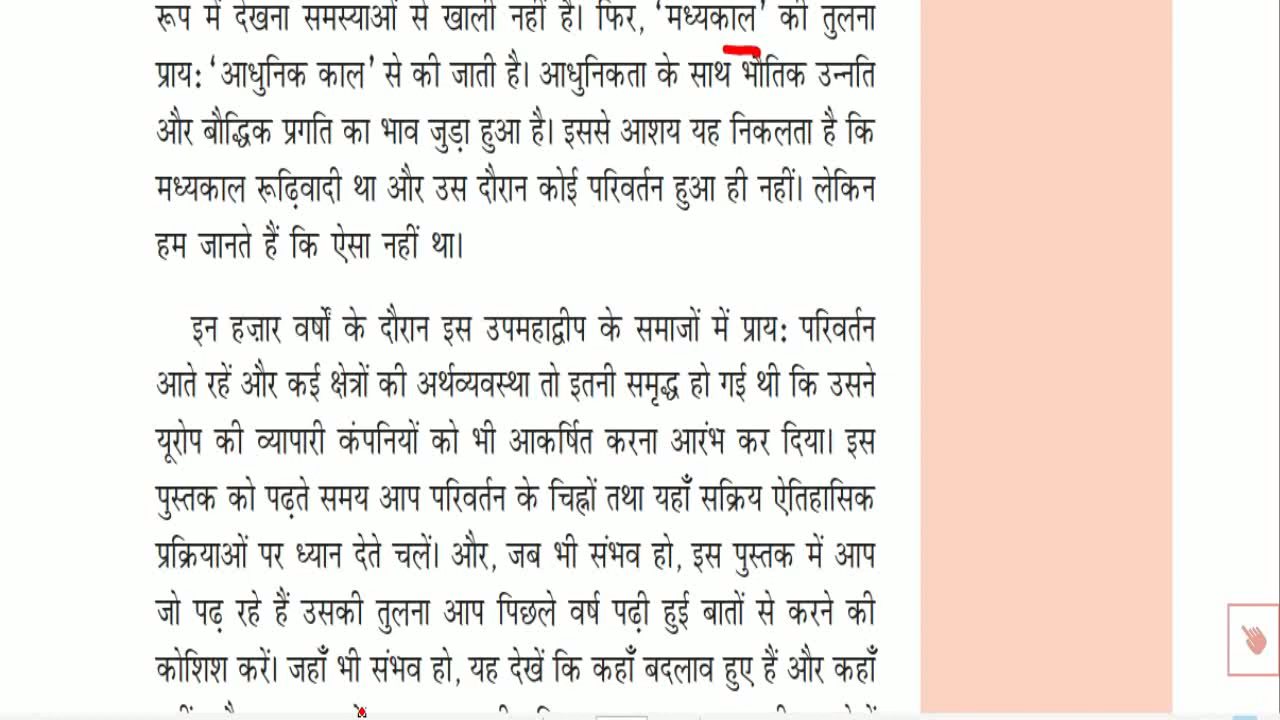 रूप में देखना समस्याओं से खाली नहीं है। फिर, ‘मध्यकाल’ की तुलना
प्राय: ‘आधुनिक काल’ से की जाती है। आधुनिकता के साथ भौतिक उन्नति
और बौद्धिक प्रगति का भाव जुड़ा हुआ है। इससे आशय यह निकलता है कि
मध्यकाल रूढ़िवादी था और उस दौरान कोई परिवर्तन हुआ ही नहीं। लेकिन
हम जानते हैं कि ऐसा नहीं था।
इन हज़ार वर्षों के दौरान इस उपमहाद्वीप के समाजों में प्राय: परिवर्तन
आते रहें और कई क्षेत्रों की अर्थव्यवस्था तो इतनी समृद्ध हो गई थी कि उसने
यूरोप की व्यापारी कंपनियों को भी आकर्षित करना आरंभ कर दिया। इस
पुस्तक को पढ़ते समय आप परिवर्तन के चिह्नों तथा यहाँ सक्रिय ऐतिहासिक
प्रक्रियाओं पर ध्यान देते चलें। और, जब भी संभव हो, इस पुस्तक में आप
जो पढ़ रहे हैं उसकी तुलना आप पिछले वर्ष पढ़ी हुई बातों से करने की
कोशिश करें। जहाँ भी संभव हो, यह देखें कि कहाँ बदलाव हुए हैं और कहाँ